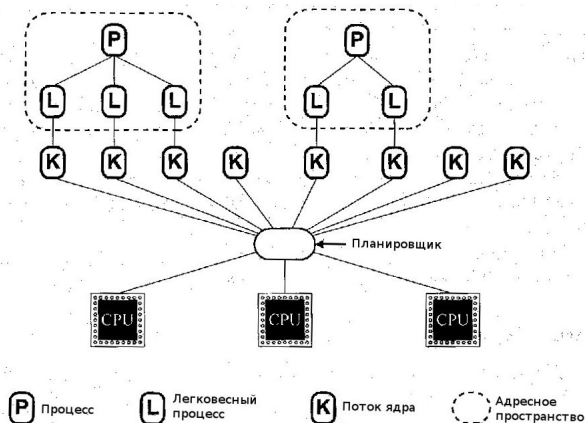 P P
L L L L L
K K K K K K K K
Планировщик
CPU CPU CPU
P Процесс
L Легковесный процесс
K Поток ядра
Адресное пространство